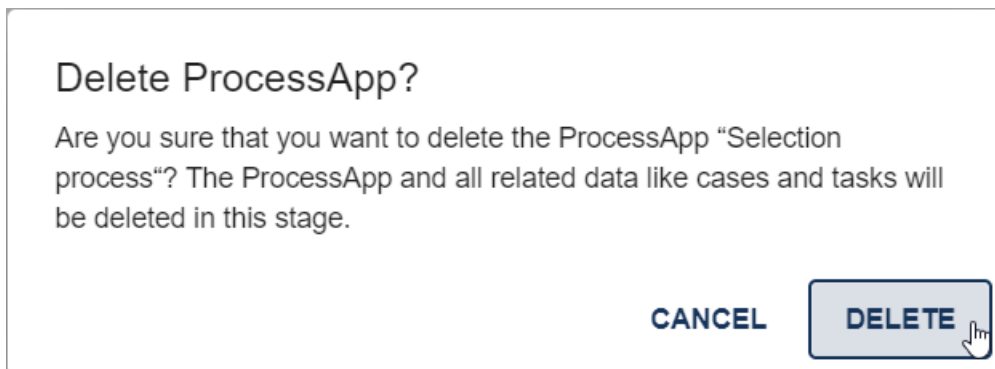 Delete ProcessApp?
Are you sure that you want to delete the ProcessApp “Selection
process“? The ProcessApp and all related data like cases and tasks will
be deleted in this stage.
CANCEL DELETE